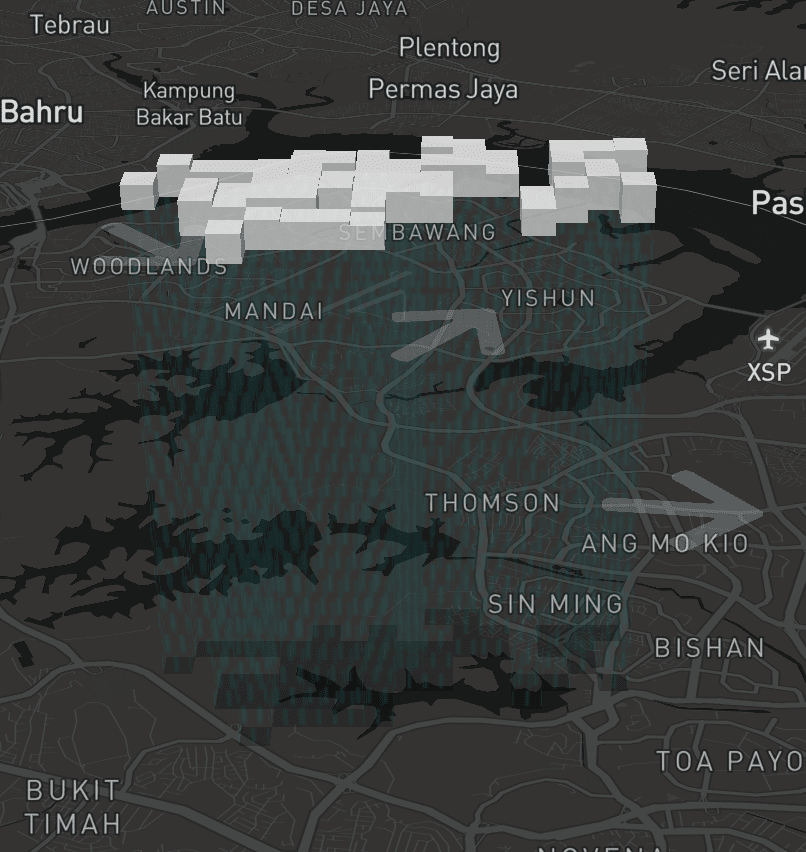 AUSTIN
DESA JAYA
Tebrau
Plentong
Seri Alar
Kampung
Bakar Batu
Permas Jaya
Bahru
Pas
SEMBAWANG
WOODLANDS
YISHUN
MANDAI
XSP
THOMSON
ANG MO KIO
SIN MING
BISHAN
TOA PAYO
BUKIT
TIMAH
NOVENA